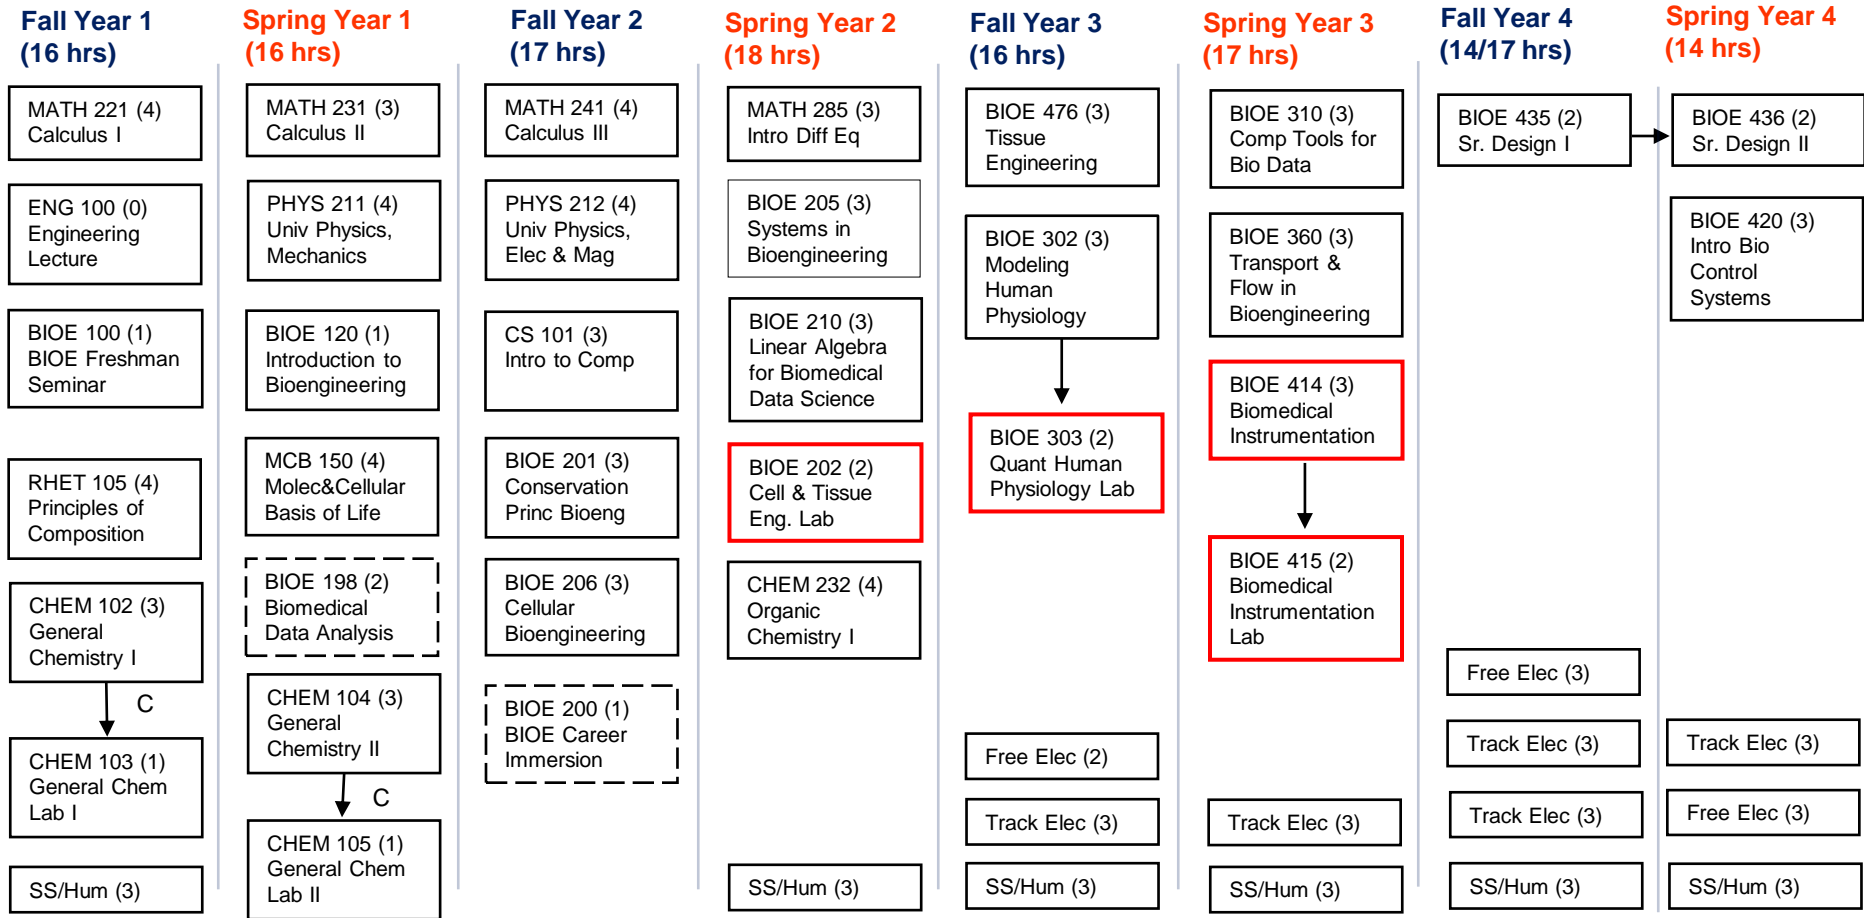 Fall Year 1
(16 hrs)
MATH 221 (4)
Calculus I
ENG 100 (0)
Engineering
Lecture
BIOE 100 (1)
BIOE Freshman
Seminar
RHET 105 (4)
Principles of
Composition
CHEM 102 (3)
General
Chemistry I
C
CHEM 103 (1)
General Chem
Lab I
SS/Hum (3)
Spring Year 1
(16 hrs)
MATH 231 (3)
Calculus II
PHYS 211 (4)
Univ Physics,
Mechanics
BIOE 120 (1)
Introduction to
Bioengineering
MCB 150 (4)
Molec&Cellular
Basis of Life
BIOE 198 (2)
Biomedical
Data Analysis
CHEM 104 (3)
General
Chemistry II
C
CHEM 105 (1)
General Chem
Lab II
Fall Year 2
(17 hrs)
MATH 241 (4)
Calculus III
PHYS 212 (4)
Univ Physics,
Elec & Mag
CS 101 (3)
Intro to Comp
BIOE 201 (3)
Conservation
Princ Bioeng
BIOE 206 (3)
Cellular
Bioengineering
BIOE 200 (1)
BIOE Career
Immersion
Spring Year 2
(18 hrs)
MATH 285 (3)
Intro Diff Eq
BIOE 205 (3)
Systems in
Bioengineering
BIOE 210 (3)
Linear Algebra
for Biomedical
Data Science
BIOE 202 (2)
Cell & Tissue
Eng. Lab
CHEM 232 (4)
Organic
Chemistry I
SS/Hum (3)
Fall Year 3
(16 hrs)
BIOE 476 (3)
Tissue
Engineering
BIOE 302 (3)
Modeling
Human
Physiology
BIOE 303 (2)
Quant Human
Physiology Lab
Free Elec (2)
Track Elec (3)
SS/Hum (3)
Spring Year 3
(17 hrs)
BIOE 310 (3)
Comp Tools for
Bio Data
BIOE 360 (3)
Transport &
Flow in
Bioengineering
BIOE 414 (3)
Biomedical
Instrumentation
BIOE 415 (2)
Biomedical
Instrumentation
Lab
Track Elec (3)
SS/Hum (3)
Fall Year 4
(14/17 hrs)
BIOE 435 (2)
Sr. Design I
Free Elec (3)
Track Elec (3)
Track Elec (3)
SS/Hum (3)
Spring Year 4
(14 hrs)
BIOE 436 (2)
Sr. Design II
BIOE 420 (3)
Intro Bio
Control
Systems
Track Elec (3)
Free Elec (3)
SS/Hum (3)